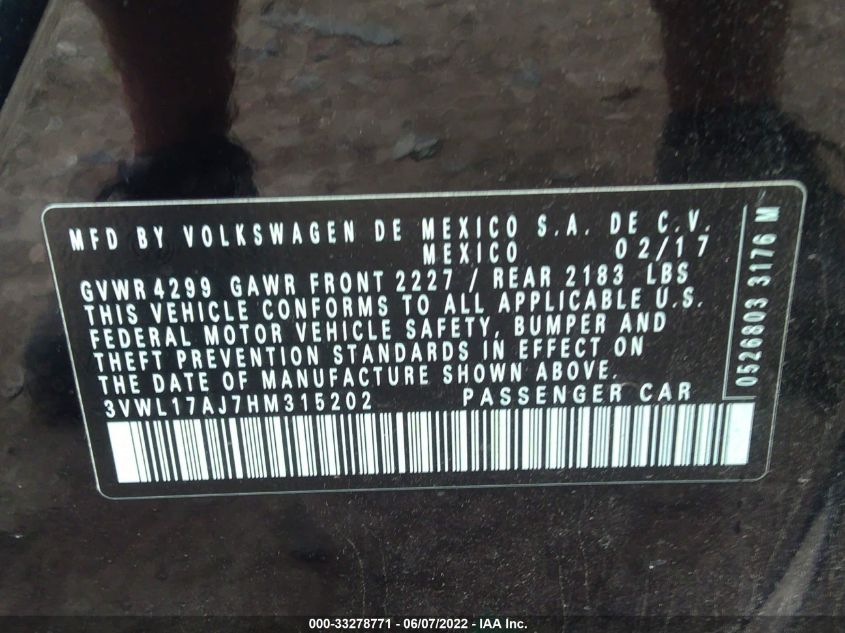 MFD BY VOLKSWAGEN DE MEXICO S.A. DE C.V.
MEXICO 02/17
GVWR 4299 GAWR FRONT 2227 / REAR 2183 LBS
THIS VEHICLE CONFORMS TO ALL APPLICABLE U.S.
FEDERAL MOTOR VEHICLE SAFETY, BUMPER AND
THEFT PREVENTION STANDARDS IN EFFECT ON
THE DATE OF MANUFACTURE SHOWN ABOVE.
3VWL17AJ7HM315202 PASSENGER CAR
0526803 3176 M
000-33278771 - 06/07/2022 - IAA Inc.